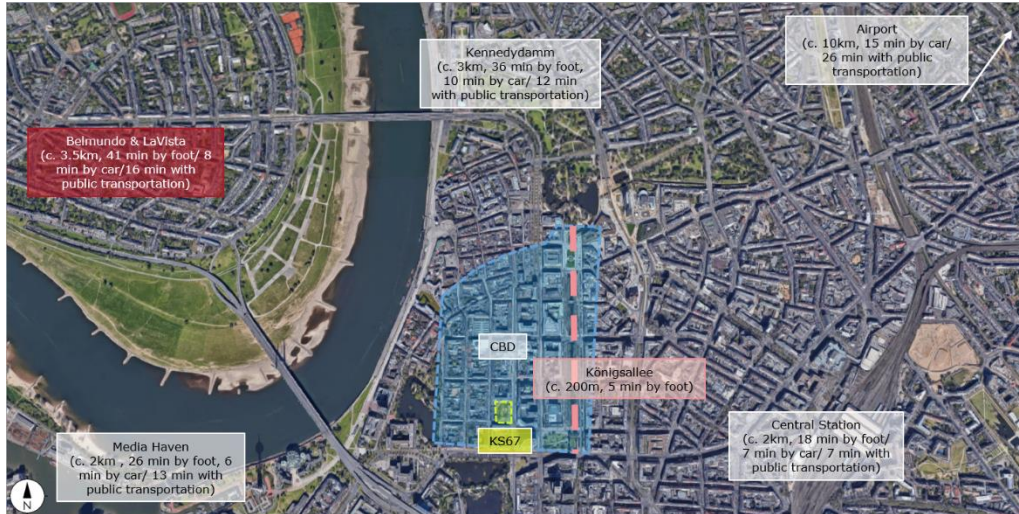 Kennedydamm
(c. 3km, 36 min by foot,
10 min by car/ 12 min
with public transportation)
Airport
(c. 10km, 15 min by car/
26 min with public
transportation)
Belmundo & LaVista
(c. 3.5km, 41 min by foot/ 8
min by car/16 min with
public transportation)
CBD
Königsallee
(c. 200m, 5 min by foot)
KS67
Media Haven
(c. 2km , 26 min by foot, 6
min by car/ 13 min with
public transportation)
Central Station
(c. 2km, 18 min by foot/
7 min by car/ 7 min with
public transportation)
N